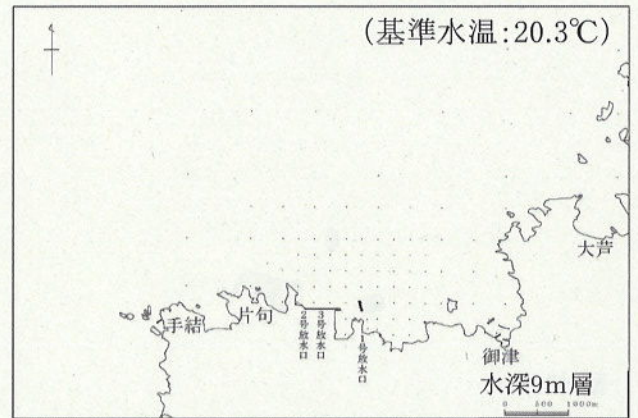 (基準水温:20.3℃)
大芦
手結
片句
2号放水口
3号放水口
1号放水口
御津
水深9m層
0 500 1000m